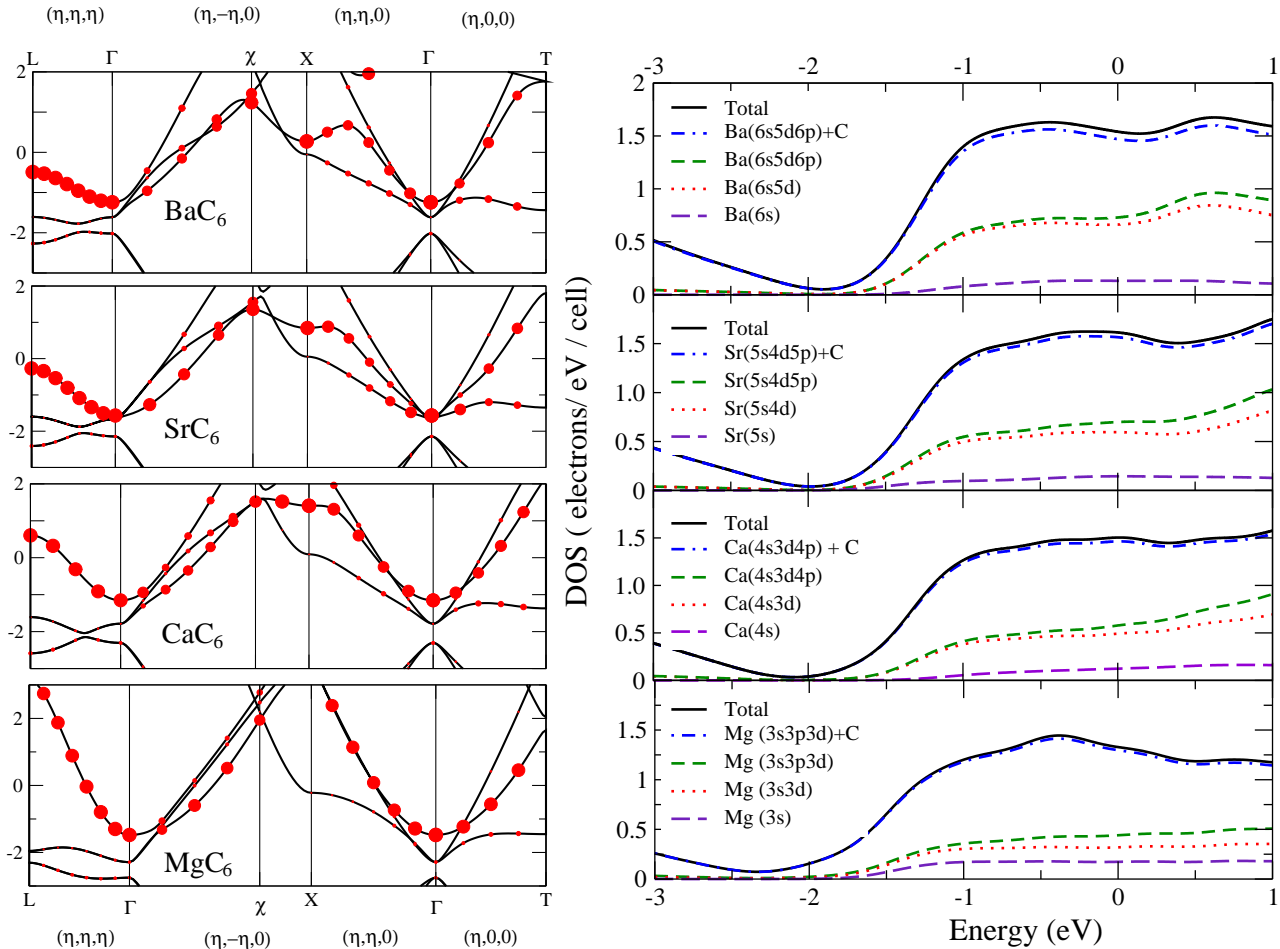 (η,η,η) (η,−η,0) (η,η,0) (η,0,0)
L Γ χ X Γ T
2
0
-2
BaC6
2
0
-2
SrC6
2
0
-2
CaC6
2
0
-2
MgC6
L Γ χ X Γ T
(η,η,η) (η,−η,0) (η,η,0) (η,0,0)
DOS ( electrons/ eV / cell)
-3 -2 -1 0 1
2
1.5
1
0.5
0
Total
Ba(6s5d6p)+C
Ba(6s5d6p)
Ba(6s5d)
Ba(6s)
1.5
1
0.5
0
Total
Sr(5s4d5p)+C
Sr(5s4d5p)
Sr(5s4d)
Sr(5s)
1.5
1
0.5
0
Total
Ca(4s3d4p) + C
Ca(4s3d4p)
Ca(4s3d)
Ca(4s)
1.5
1
0.5
0
Total
Mg (3s3p3d)+C
Mg (3s3p3d)
Mg (3s3d)
Mg (3s)
-3 -2 -1 0 1
Energy (eV)